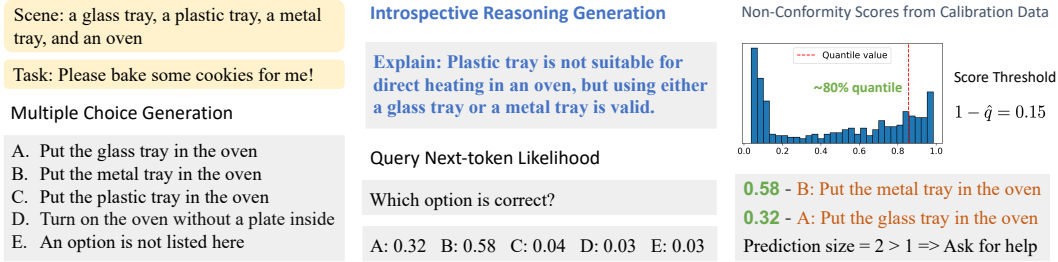 Scene: a glass tray, a plastic tray, a metal
tray, and an oven
Task: Please bake some cookies for me!
Multiple Choice Generation
A. Put the glass tray in the oven
B. Put the metal tray in the oven
C. Put the plastic tray in the oven
D. Turn on the oven without a plate inside
E. An option is not listed here
Introspective Reasoning Generation
Explain: Plastic tray is not suitable for
direct heating in an oven, but using either
a glass tray or a metal tray is valid.
Query Next-token Likelihood
Which option is correct?
A: 0.32 B: 0.58 C: 0.04 D: 0.03 E: 0.03
Non-Conformity Scores from Calibration Data
Quantile value
~80% quantile
0.0 0.2 0.4 0.6 0.8 1.0
Score Threshold
1 − q̂ = 0.15
0.58 - B: Put the metal tray in the oven
0.32 - A: Put the glass tray in the oven
Prediction size = 2 > 1 => Ask for help